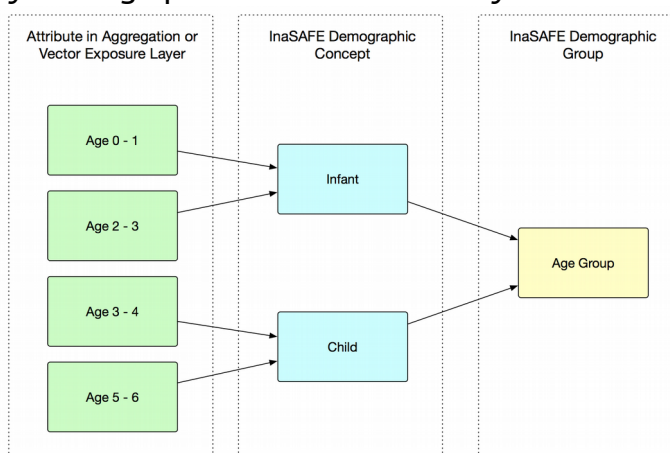 Attribute in Aggregation or
Vector Exposure Layer
InaSAFE Demographic
Concept
InaSAFE Demographic
Group
Age 0 - 1
Age 2 - 3
Age 3 - 4
Age 5 - 6
Infant
Child
Age Group